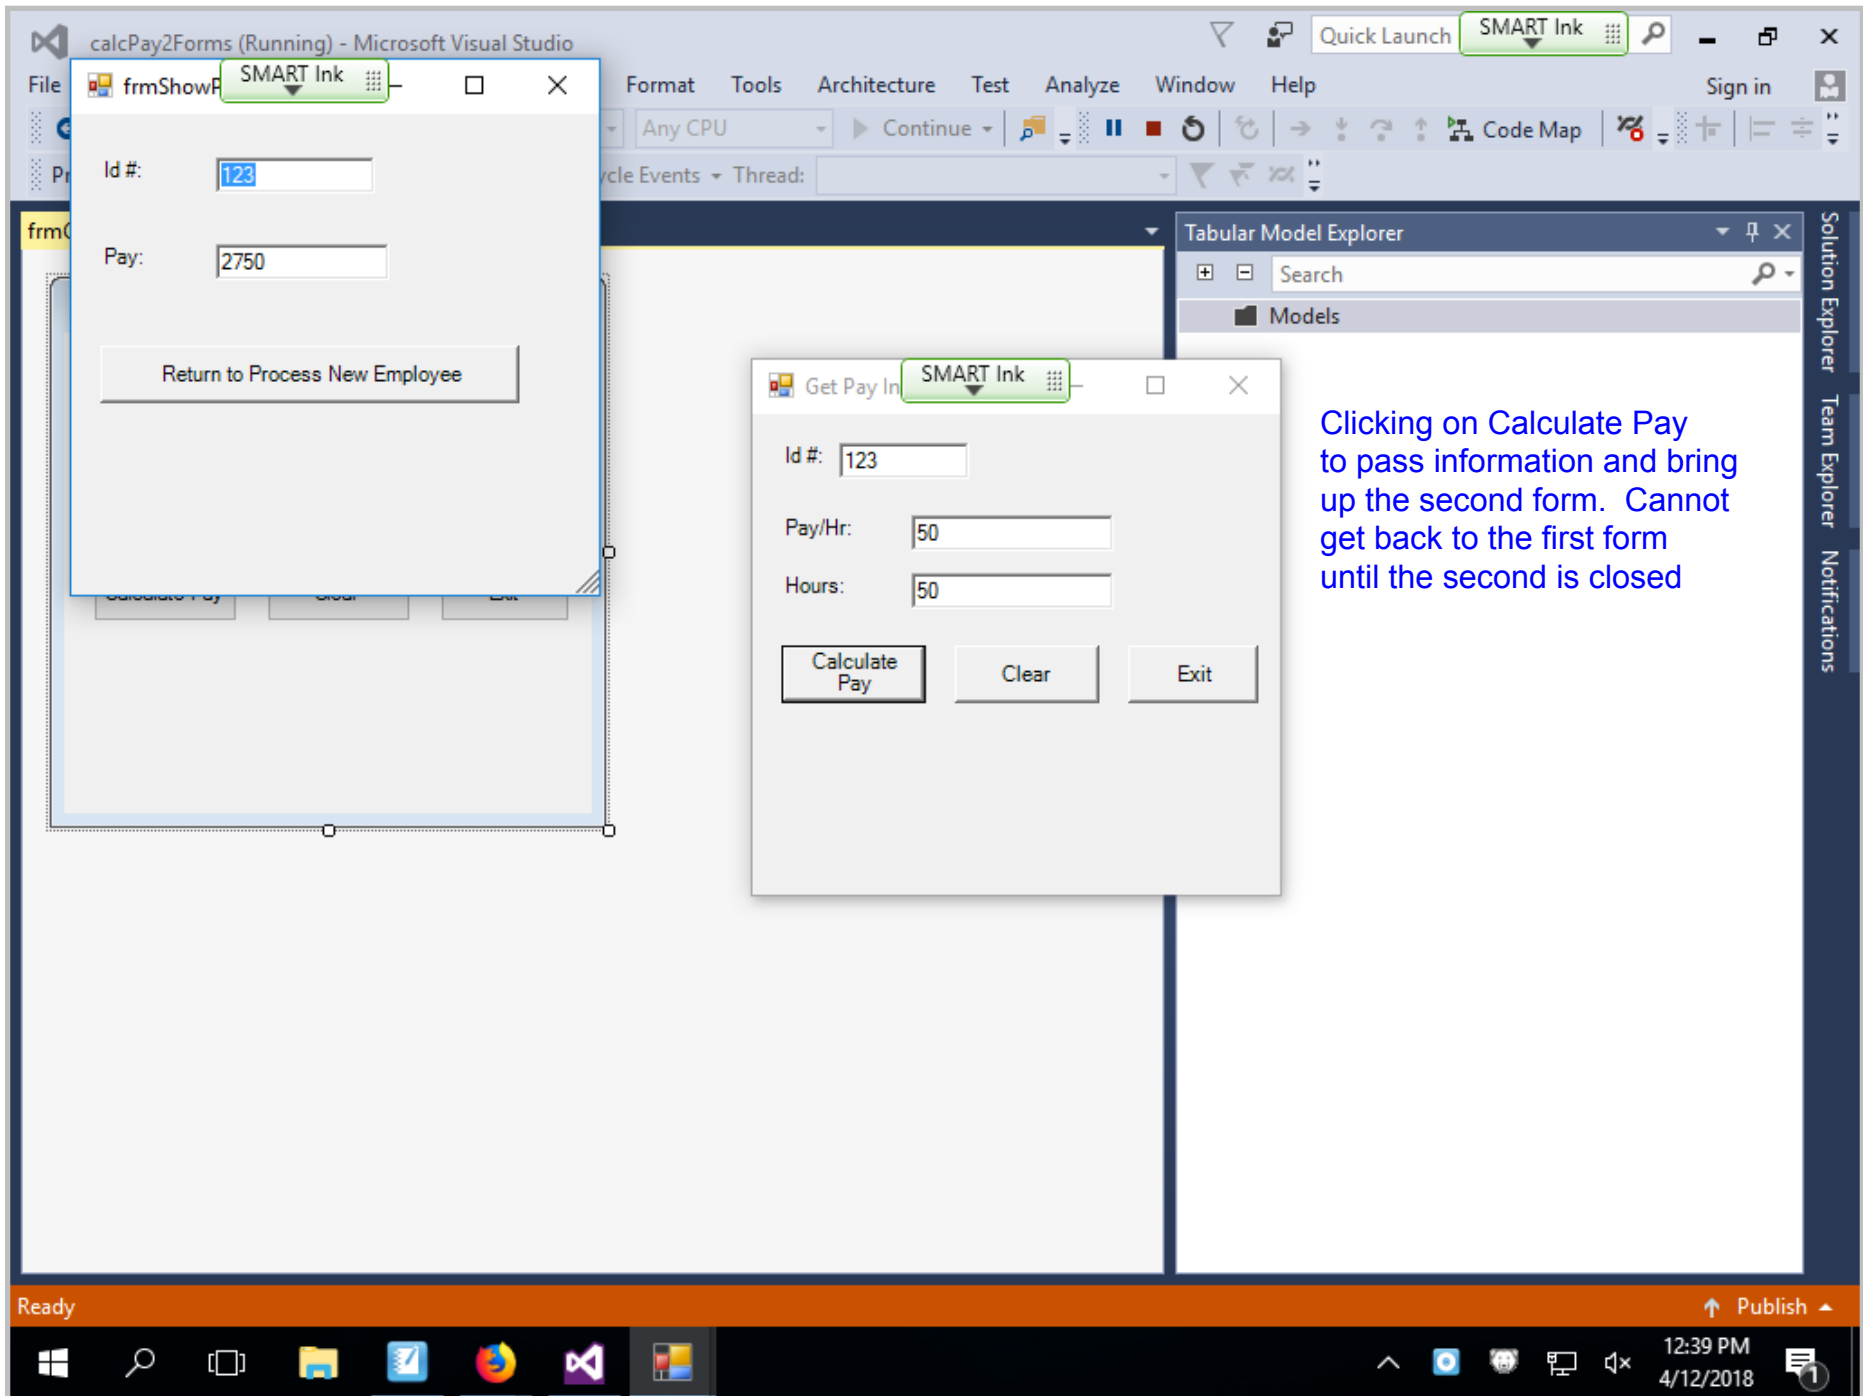 calcPay2Forms (Running) - Microsoft Visual Studio
Quick Launch
SMART Ink
File
Format Tools Architecture Test Analyze Window Help
Sign in
frmShowP
SMART Ink
Any CPU
Continue
Code Map
Thread:
Id #:
123
Pay:
2750
Return to Process New Employee
Tabular Model Explorer
Search
Models
Solution Explorer
Team Explorer
Notifications
Get Pay In
SMART Ink
Id #:
123
Pay/Hr:
50
Hours:
50
Calculate
Pay
Clear
Exit
Clicking on Calculate Pay
to pass information and bring
up the second form. Cannot
get back to the first form
until the second is closed
Ready
Publish
12:39 PM
4/12/2018
1